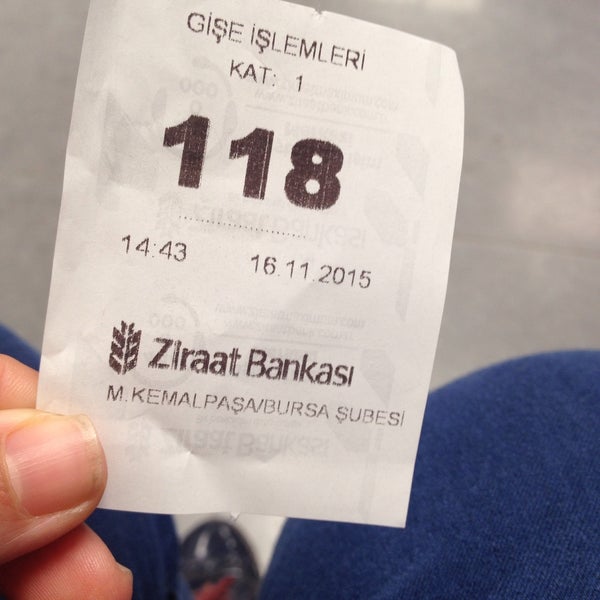 GİŞE İŞLEMLERİ
KAT: 1
118
14:43 16.11.2015
Ziraat Bankası
M.KEMALPAŞA/BURSA ŞUBESİ